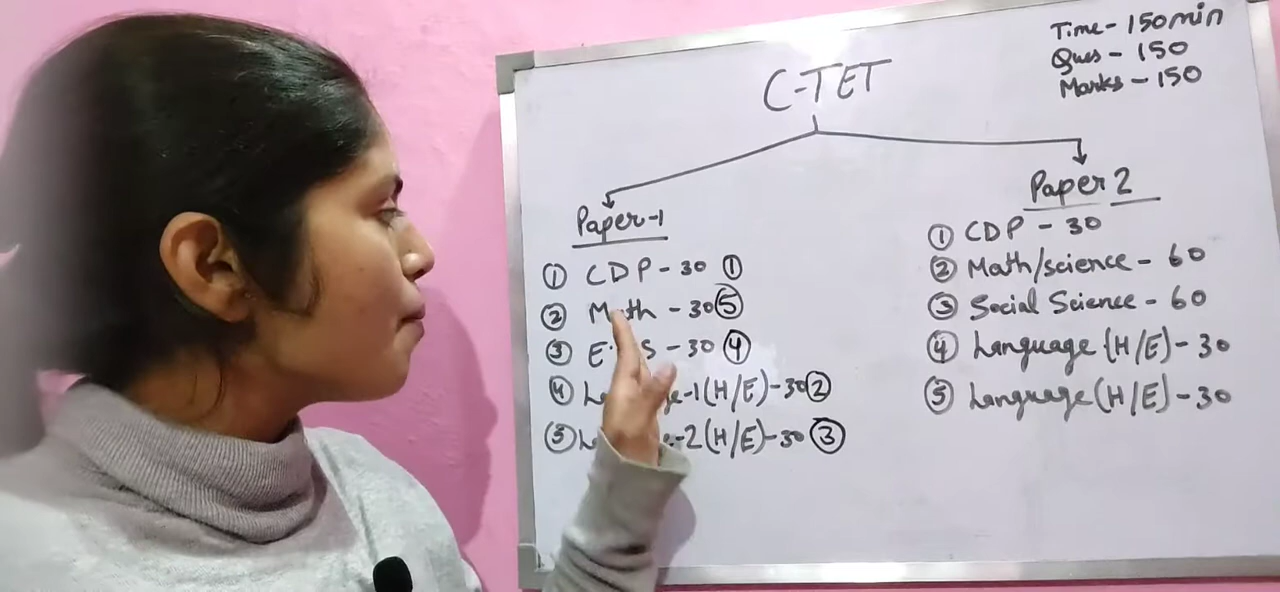 Time - 150min
Ques - 150
Marks - 150
C-TET
Paper-1
① CDP - 30 ①
② Math - 30 ⑤
③ - 30 ④
④ -1 (H/E) - 30 ②
⑤ -2 (H/E) - 30 ③
Paper 2
① CDP - 30
② Math/science - 60
③ Social Science - 60
④ Language (H/E) - 30
⑤ Language (H/E) - 30